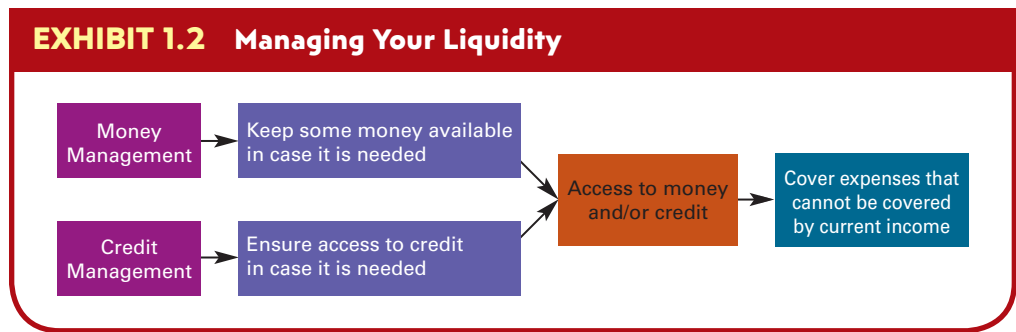 EXHIBIT 1.2 Managing Your Liquidity
Money
Management
Keep some money available
in case it is needed
Credit
Management
Ensure access to credit
in case it is needed
Access to money
and/or credit
Cover expenses that
cannot be covered
by current income